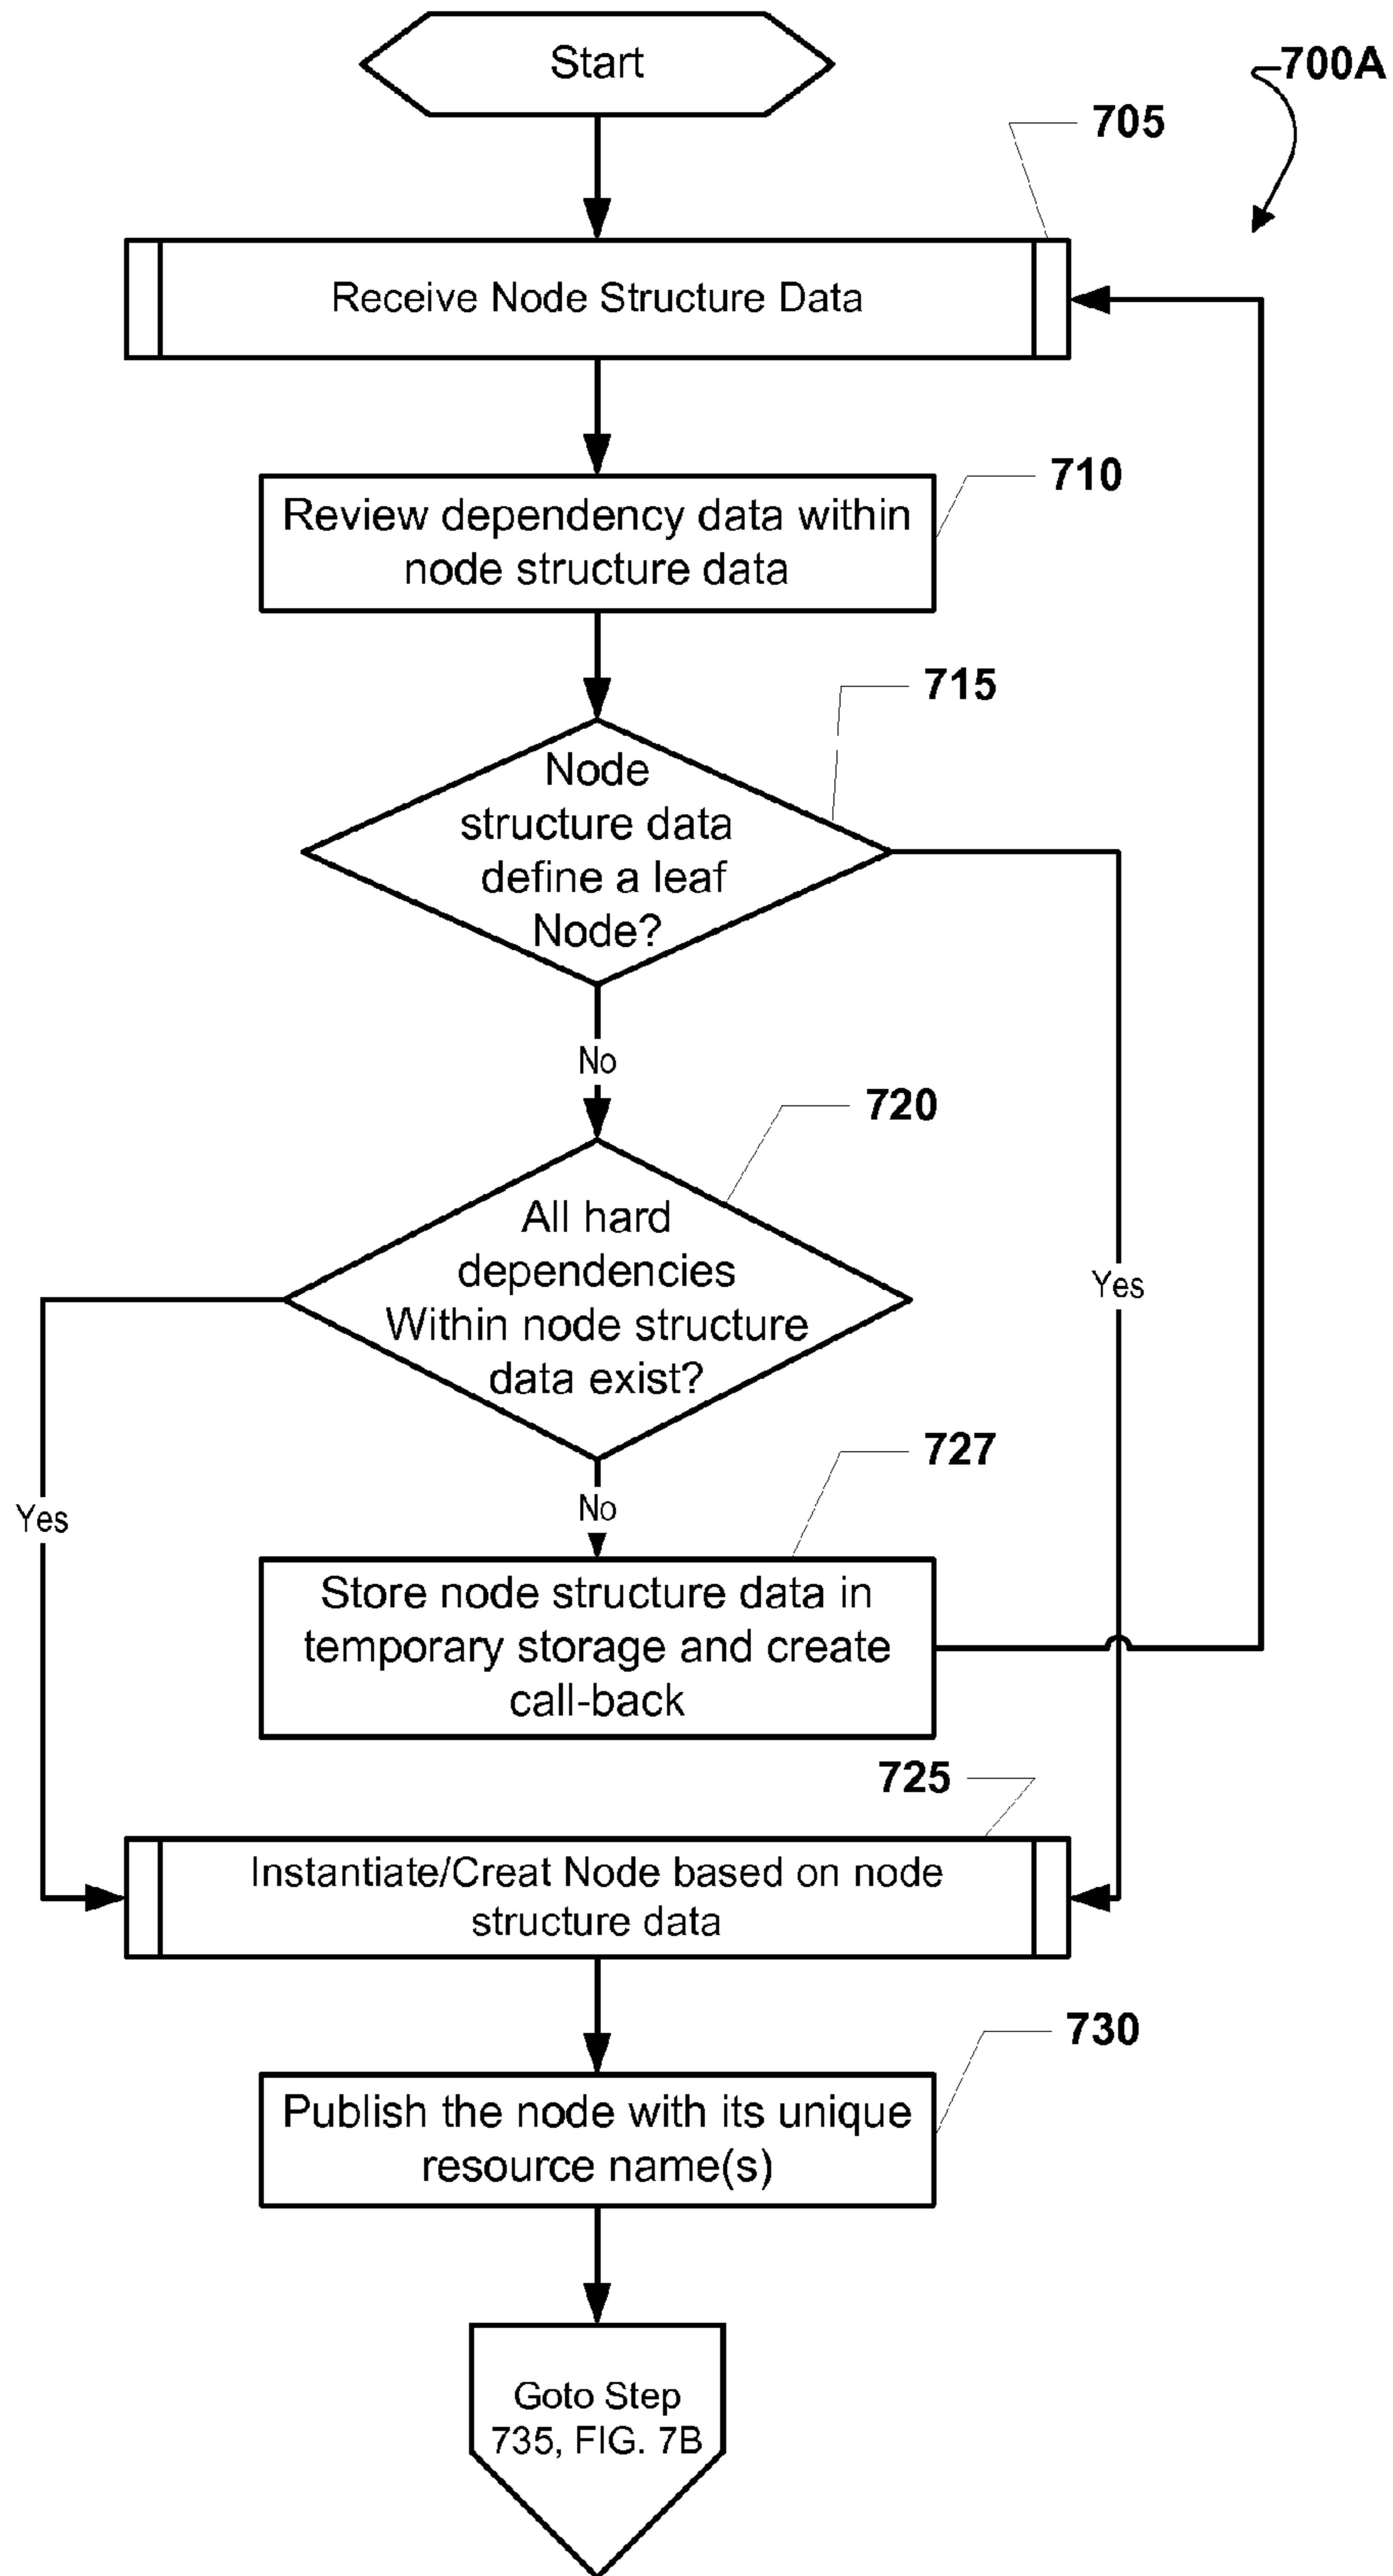 Start
700A
705
Receive Node Structure Data
710
Review dependency data within
node structure data
715
Node
structure data
define a leaf
Node?
No
720
All hard
dependencies
Within node structure
data exist?
Yes
727
Yes
No
Store node structure data in
temporary storage and create
call-back
725
Instantiate/Creat Node based on node
structure data
730
Publish the node with its unique
resource name(s)
Goto Step
735, FIG. 7B